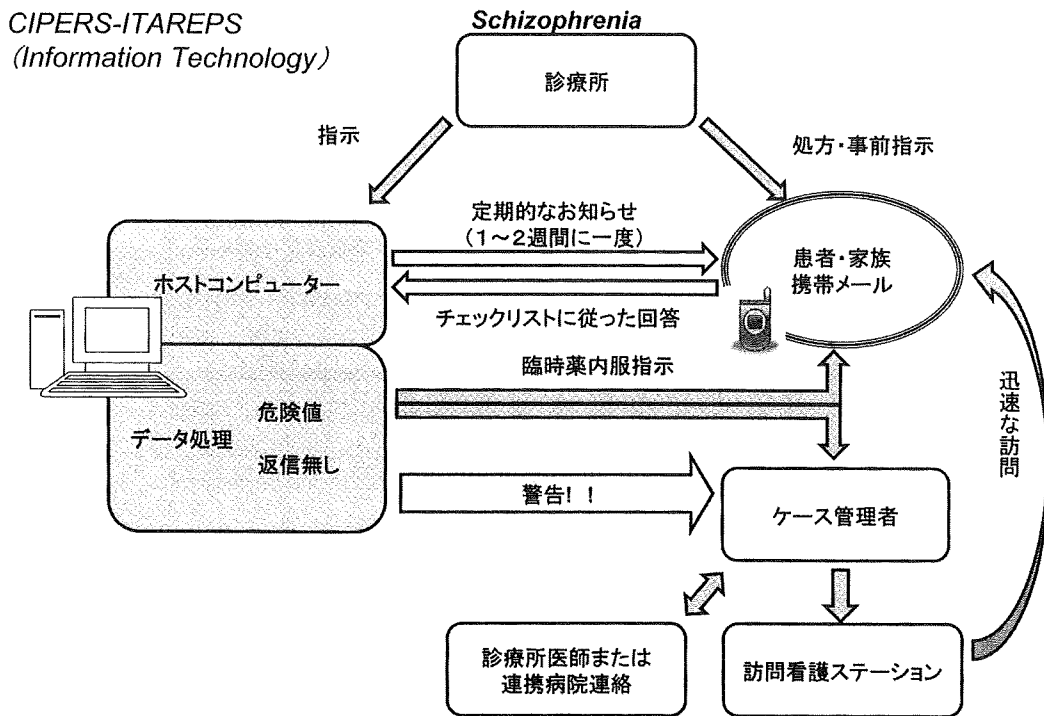 CIPERS-ITAREPS
(Information Technology)
Schizophrenia
診療所
指示
処方・事前指示
定期的なお知らせ
(1～2週間に一度)
ホストコンピューター
患者・家族
携帯メール
チェックリストに従った回答
臨時薬内服指示
危険値
データ処理
返信無し
迅速な訪問
警告!！
ケース管理者
診療所医師または
連携病院連絡
訪問看護ステーション